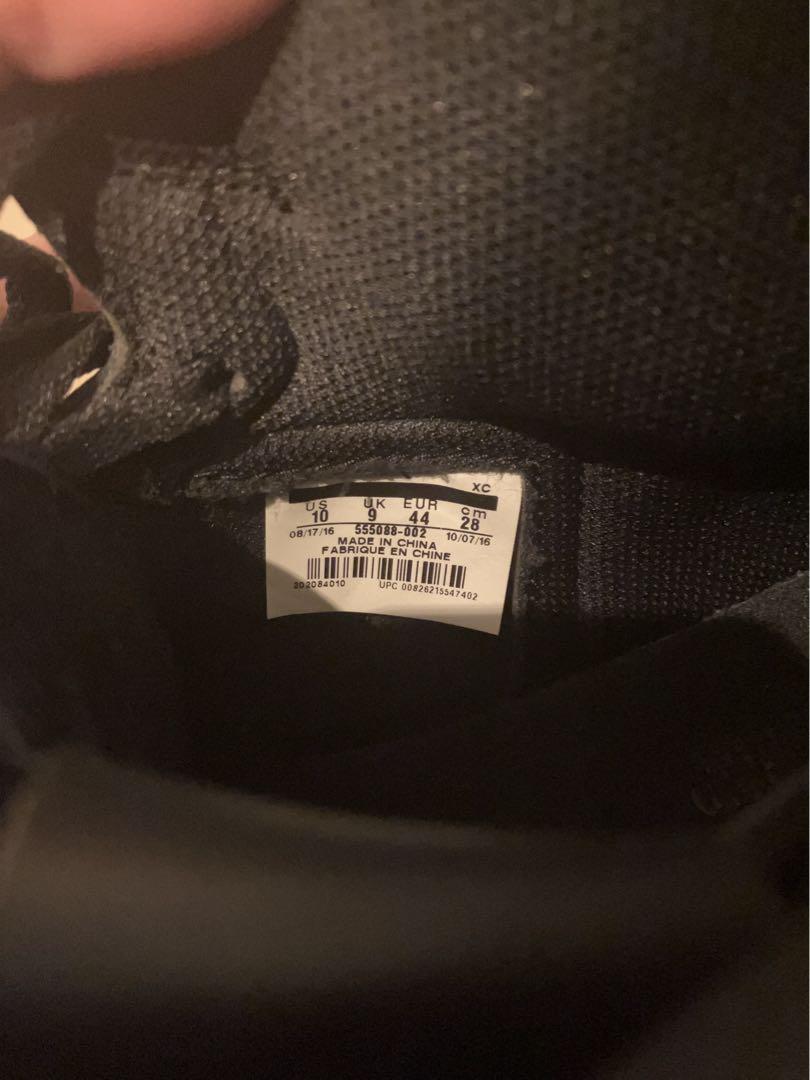 XC
US UK EUR cm
10 9 44 28
08/17/16 555088-002 10/07/16
MADE IN CHINA
FABRIQUE EN CHINE
202084010 UPC 00826215547402